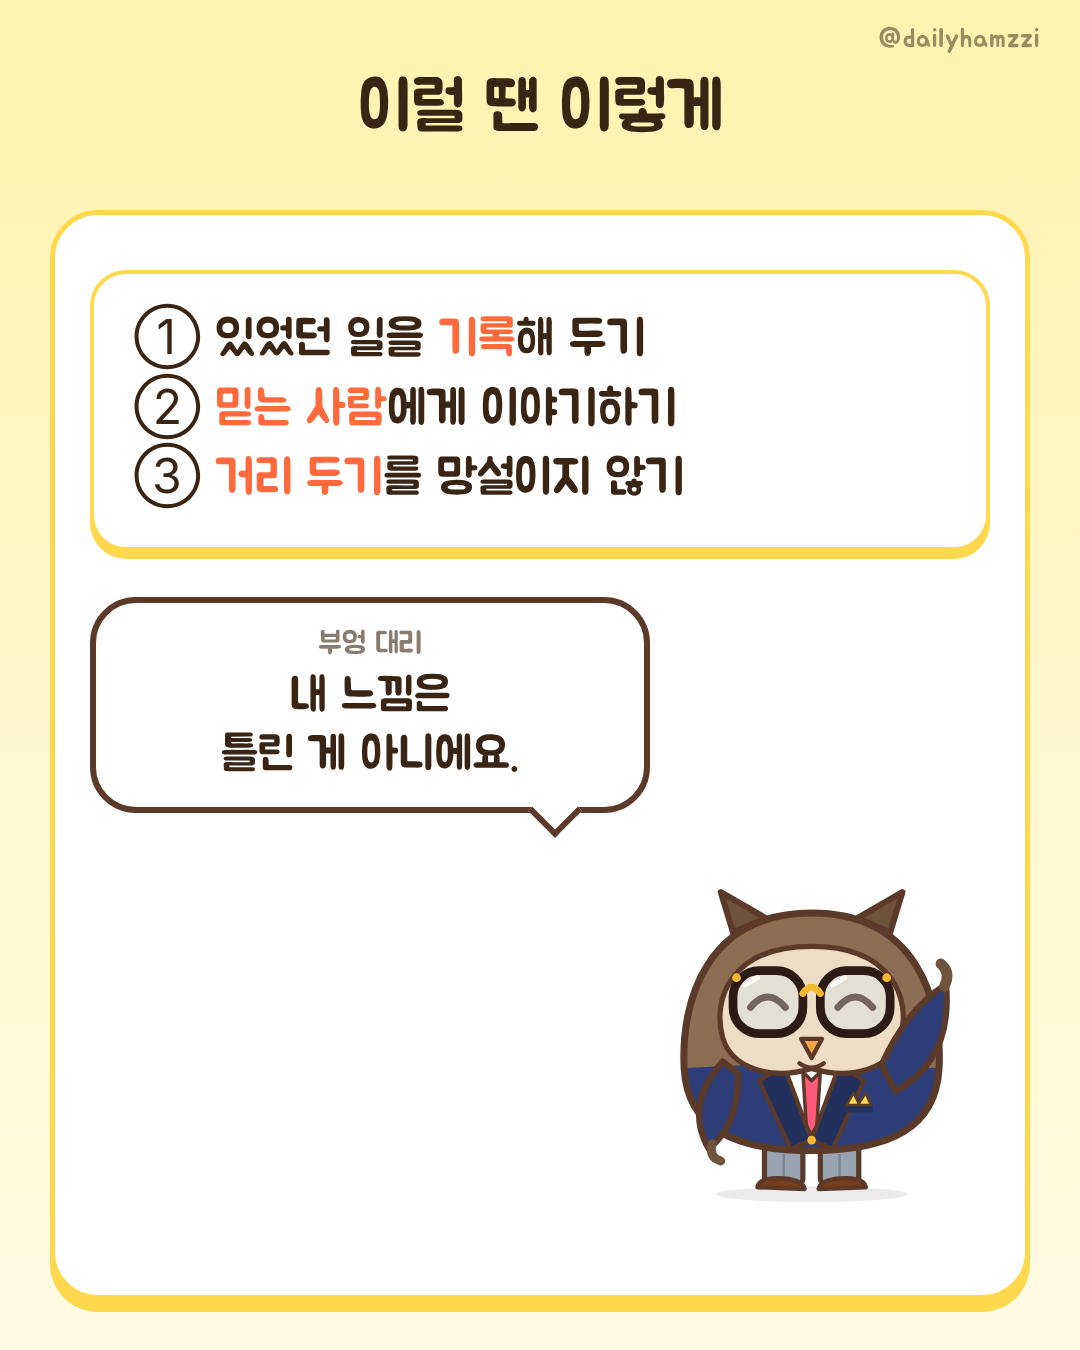 @dailyhamzzi
이럴 땐 이렇게
① 있었던 일을 기록해 두기
② 믿는 사람에게 이야기하기
③ 거리 두기를 망설이지 않기
부엉 대리
내 느낌은
틀린 게 아니에요.